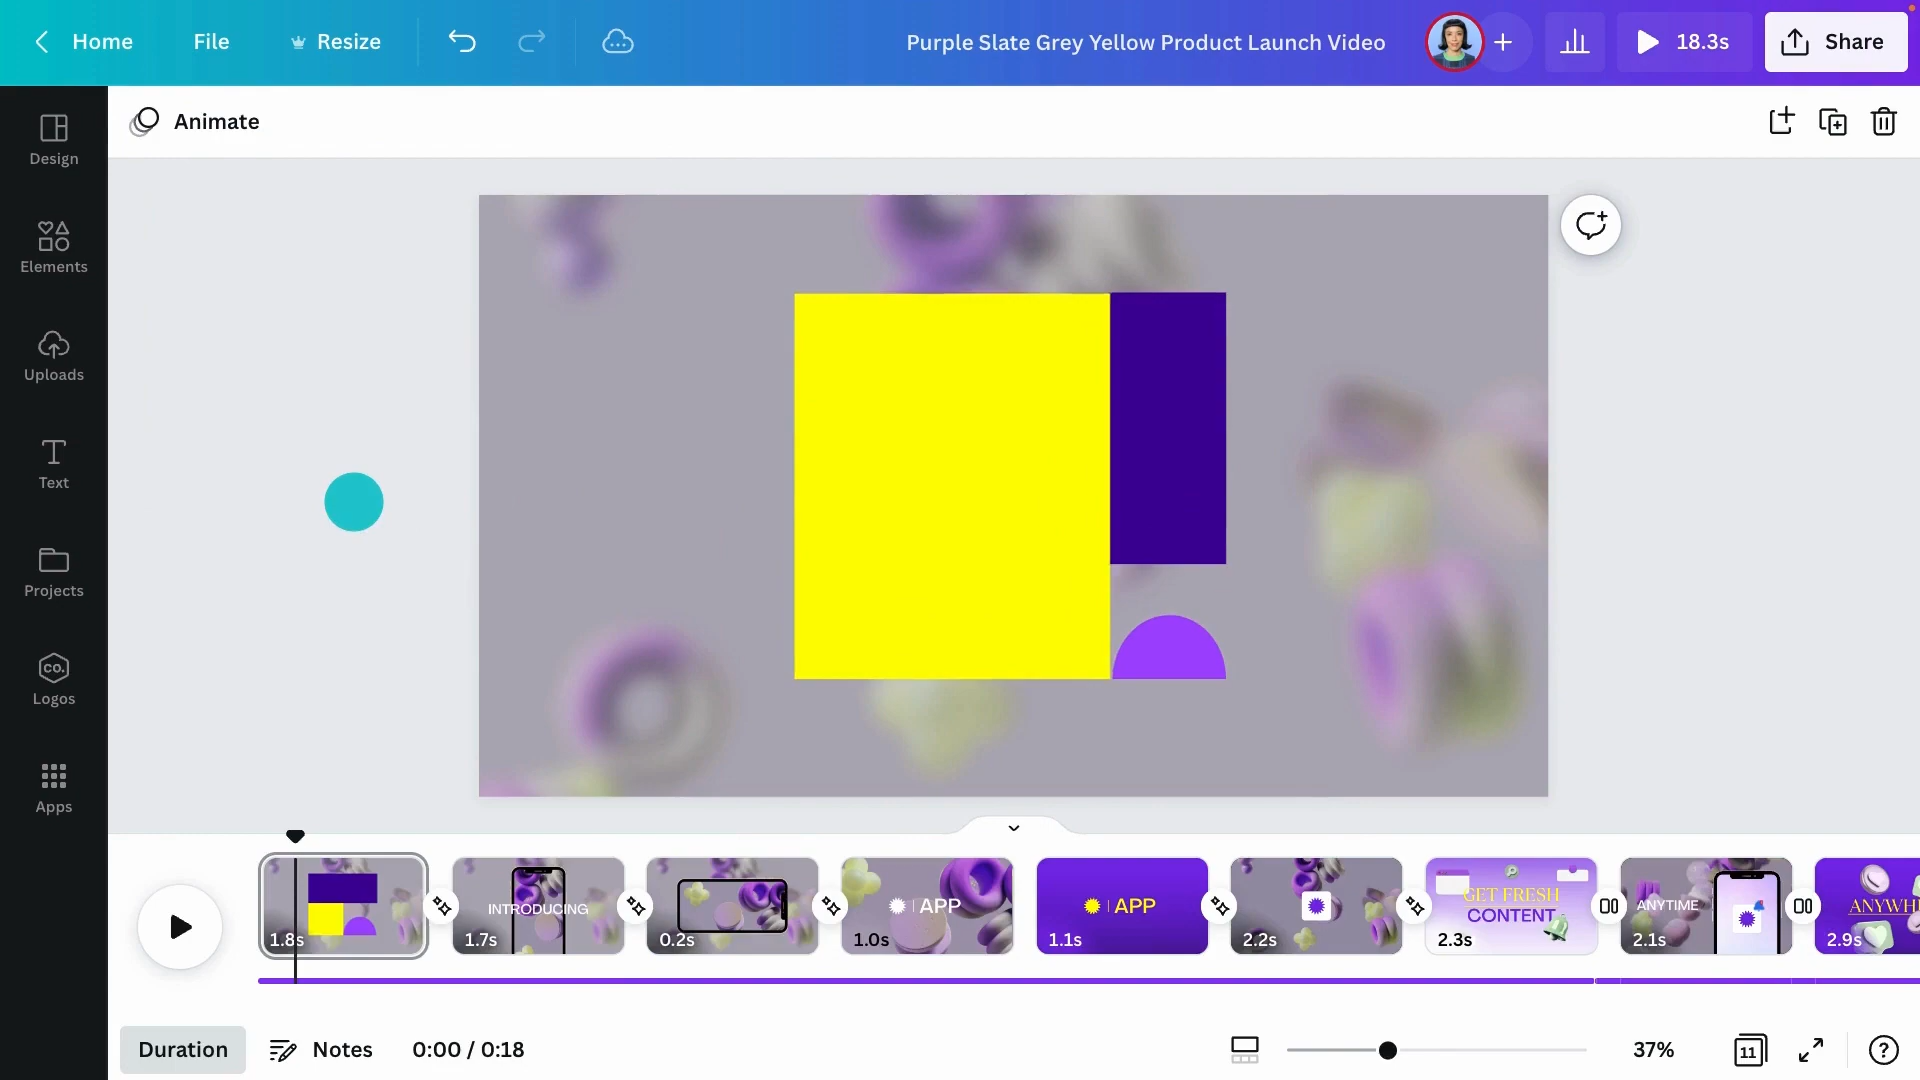 Home
File
Resize
Purple Slate Grey Yellow Product Launch Video
18.3s
Share
Animate
Design
Elements
Uploads
Text
Projects
CO.
Logos
Apps
1.8s
INTRODUCING
1.7s
0.2s
APP
1.0s
APP
1.1s
2.2s
GET FRESH
CONTENT
2.3s
ANYTIME
2.1s
ANYWH
2.9s
Duration
Notes
0:00 / 0:18
37%
11
?